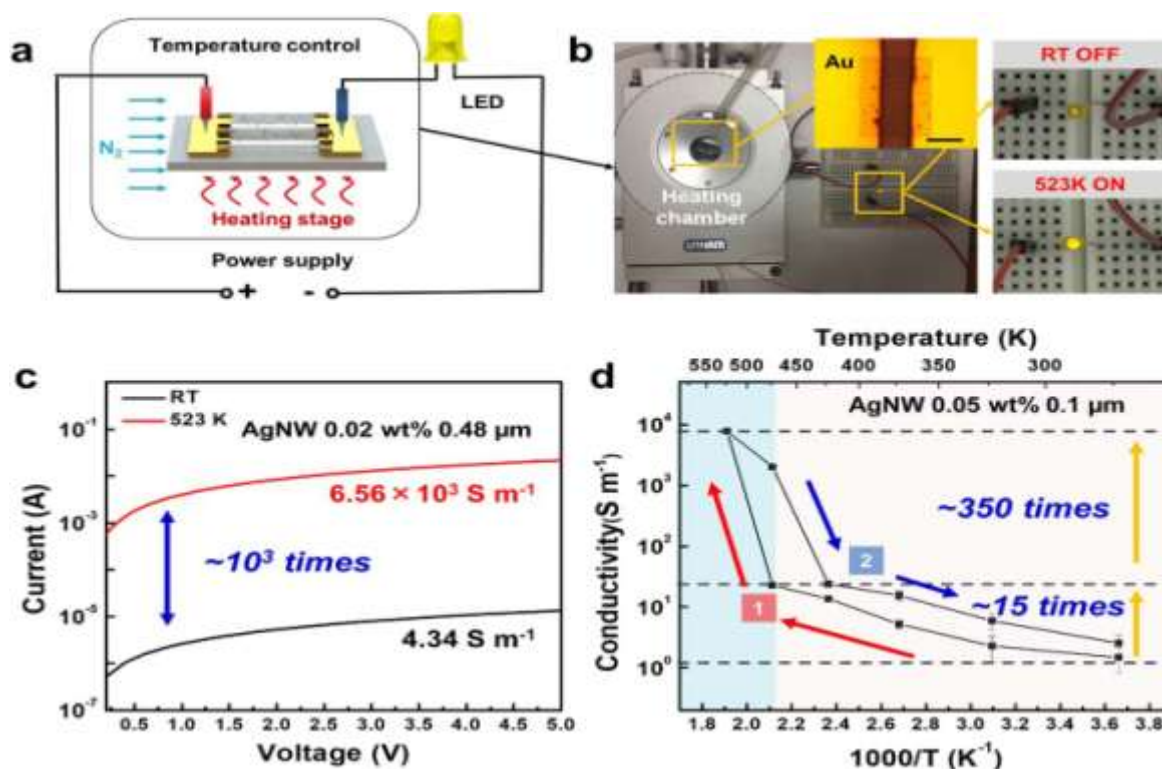 a
Temperature control
LED
N₂
Heating stage
Power supply
+ -
b
Au
RT OFF
523K ON
Heating
chamber
c
RT
523 K
AgNW 0.02 wt% 0.48 µm
6.56 × 10³ S m⁻¹
~10³ times
4.34 S m⁻¹
10⁻¹
10⁻³
10⁻⁵
10⁻⁷
Current (A)
0.5 1.0 1.5 2.0 2.5 3.0 3.5 4.0 4.5 5.0
Voltage (V)
d
Temperature (K)
550 500 450 400 350 300
AgNW 0.05 wt% 0.1 µm
10⁴
10³
10²
10¹
10⁰
Conductivity(S m⁻¹)
~350 times
2
~15 times
1
1.8 2.0 2.2 2.4 2.6 2.8 3.0 3.2 3.4 3.6 3.8
1000/T (K⁻¹)